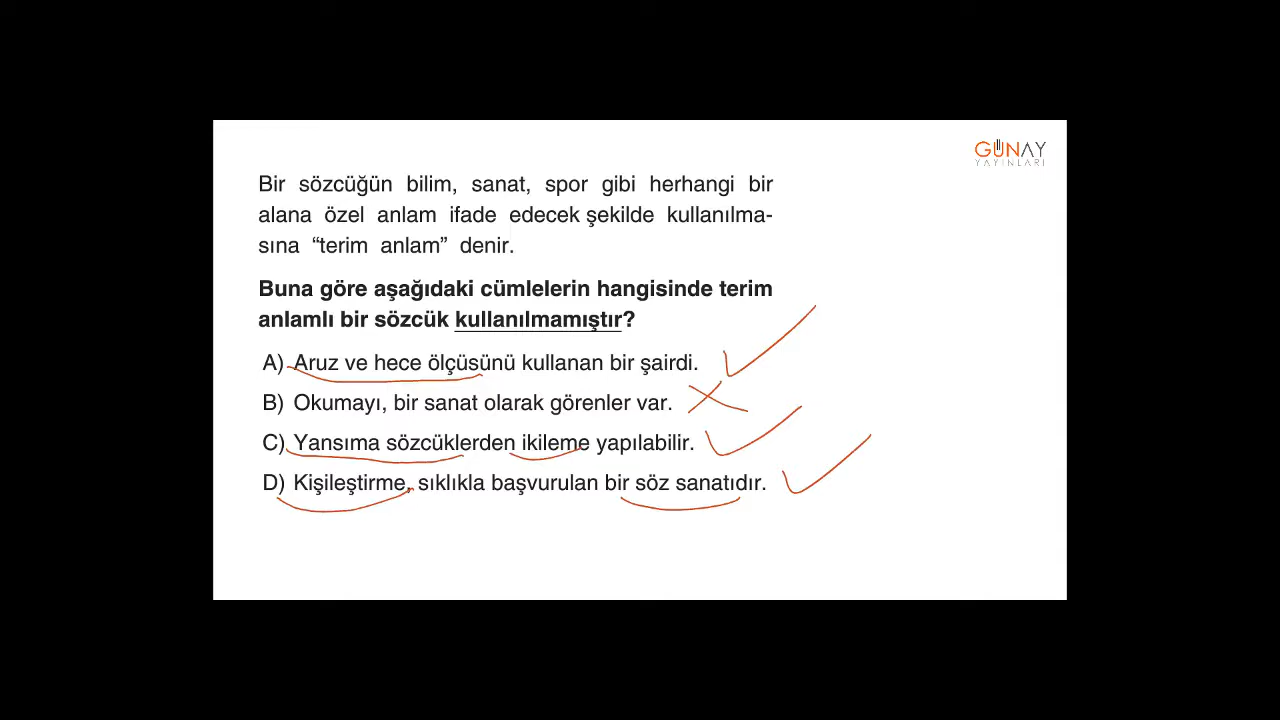 GÜNAY
YAYINLARI
Bir sözcüğün bilim, sanat, spor gibi herhangi bir
alana özel anlam ifade edecek şekilde kullanılma-
sına “terim anlam” denir.
Buna göre aşağıdaki cümlelerin hangisinde terim
anlamlı bir sözcük kullanılmamıştır?
A) Aruz ve hece ölçüsünü kullanan bir şairdi.
B) Okumayı, bir sanat olarak görenler var.
C) Yansıma sözcüklerden ikileme yapılabilir.
D) Kişileştirme, sıklıkla başvurulan bir söz sanatıdır.